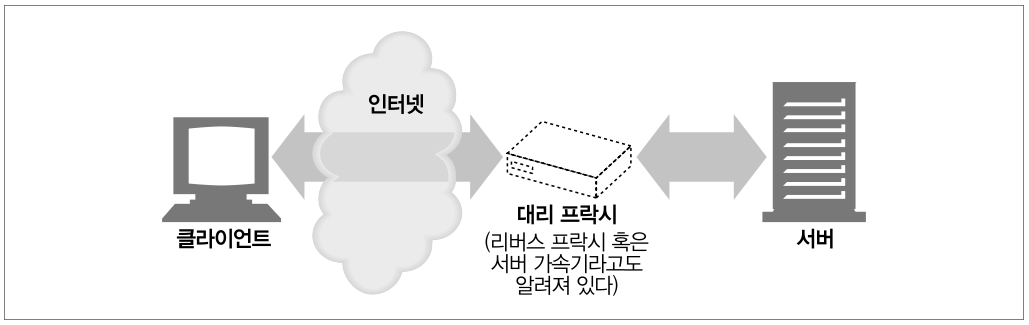 인터넷
클라이언트
대리 프락시
(리버스 프락시 혹은
서버 가속기라고도
알려져 있다)
서버